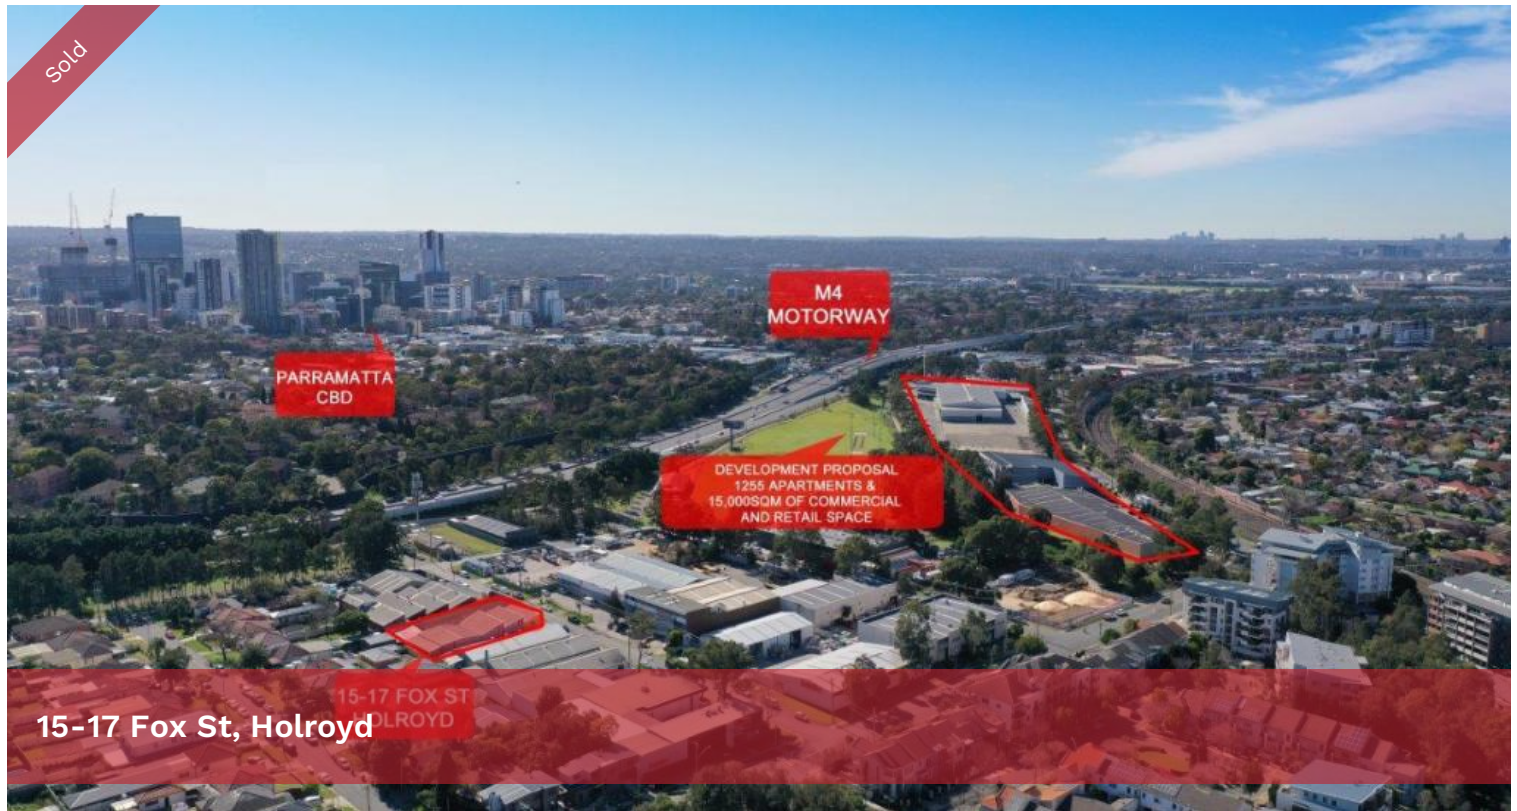 Sold
M4
MOTORWAY
PARRAMATTA
CBD
DEVELOPMENT PROPOSAL
1255 APARTMENTS &
15,000SQM OF COMMERCIAL
AND RETAIL SPACE
15-17 FOX ST
HOLROYD
15-17 Fox St, Holroyd